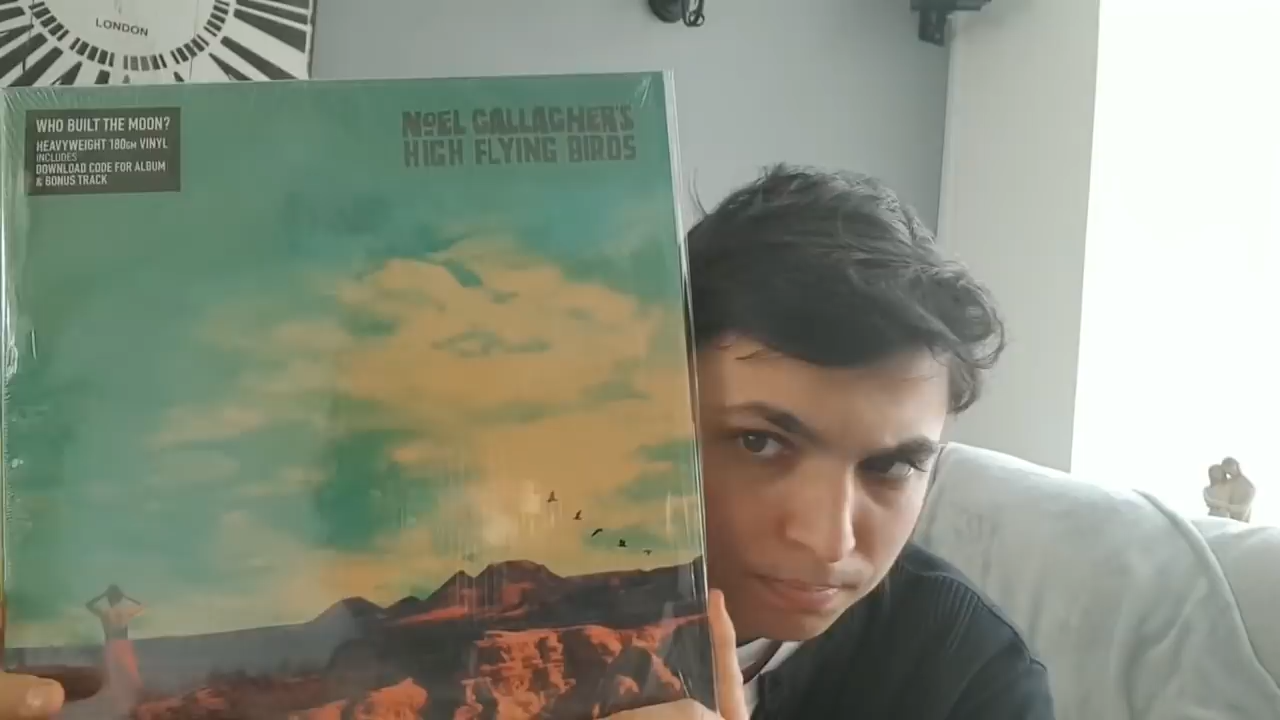 LONDON
WHO BUILT THE MOON?
HEAVYWEIGHT 180GM VINYL
INCLUDES
DOWNLOAD CODE FOR ALBUM
& BONUS TRACK
NOEL GALLAGHER'S
HIGH FLYING BIRDS